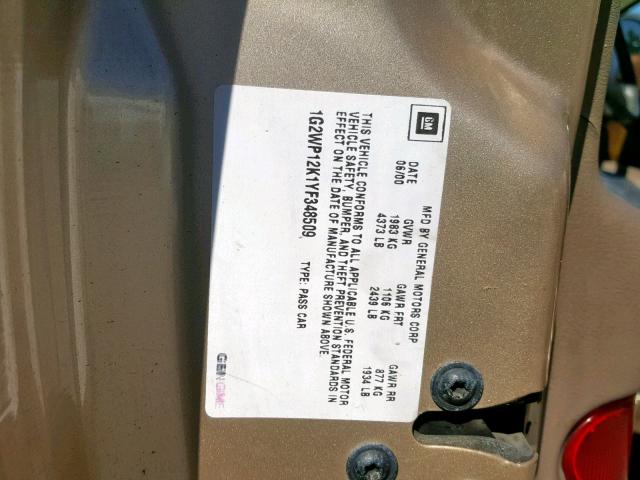 GM
MFD BY GENERAL MOTORS CORP
DATE GVWR GAWR FRT GAWR RR
06/00 1983 KG 1106 KG 877 KG
4373 LB 2439 LB 1934 LB
THIS VEHICLE CONFORMS TO ALL APPLICABLE U.S. FEDERAL MOTOR
VEHICLE SAFETY, BUMPER, AND THEFT PREVENTION STANDARDS IN
EFFECT ON THE DATE OF MANUFACTURE SHOWN ABOVE.
1G2WP12K1YF348509 TYPE: PASS CAR